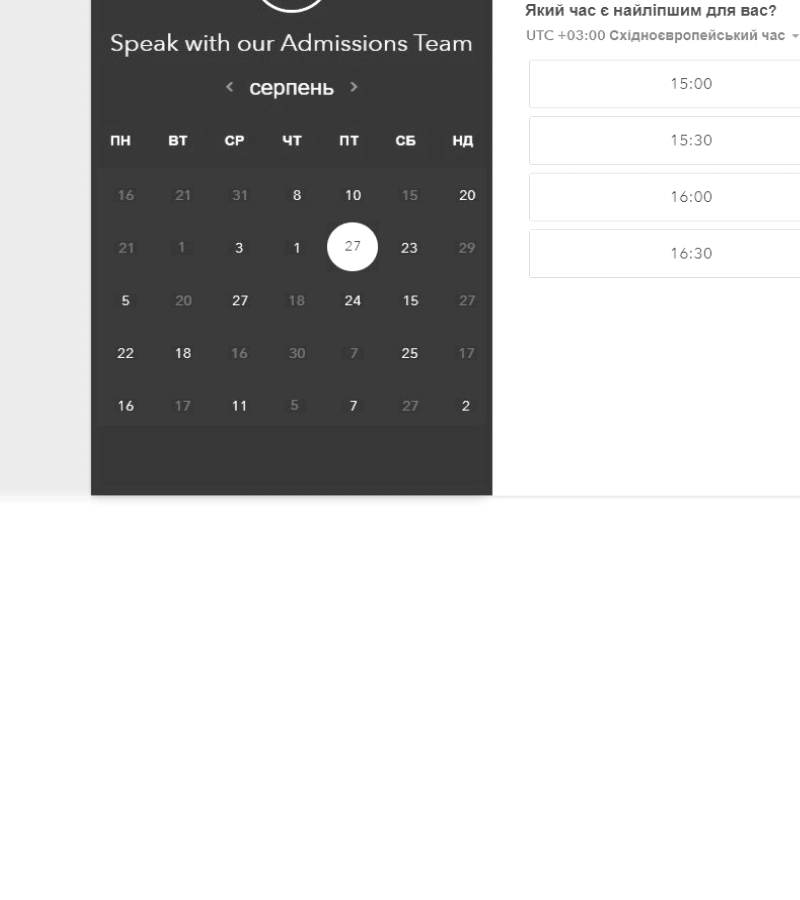 Speak with our Admissions Team
серпень
ПН ВТ СР ЧТ ПТ СБ НД
16 21 31 8 10 15 20
21 1 3 1 27 23 29
5 20 27 18 24 15 27
22 18 16 30 7 25 17
16 17 11 5 7 27 2
Який час є найліпшим для вас?
UTC +03:00 Східноєвропейський час
15:00
15:30
16:00
16:30